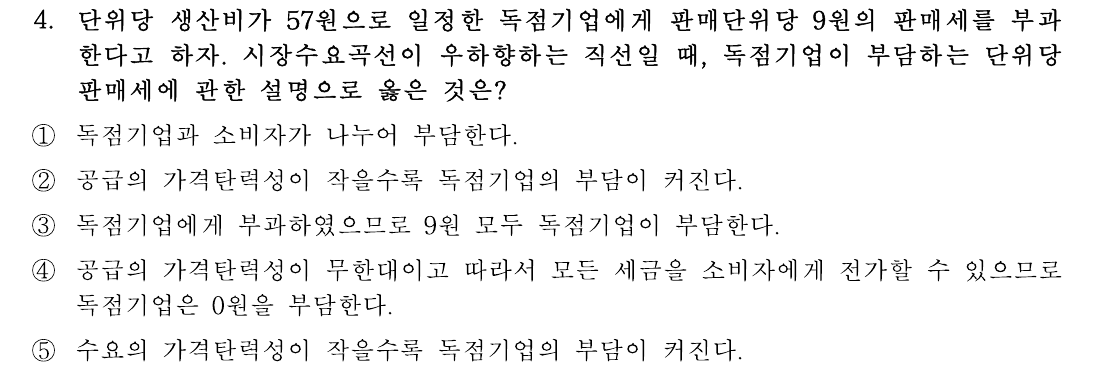 4. 단위당 생산비가 57원으로 일정한 독점기업에게 판매단위당 9원의 판매세를 부과
한다고 하자. 시장수요곡선이 우하향하는 직선일 때, 독점기업이 부담하는 단위당
판매세에 관한 설명으로 옳은 것은?
① 독점기업과 소비자가 나누어 부담한다.
② 공급의 가격탄력성이 작을수록 독점기업의 부담이 커진다.
③ 독점기업에게 부과하였으므로 9원 모두 독점기업이 부담한다.
④ 공급의 가격탄력성이 무한대이고 따라서 모든 세금을 소비자에게 전가할 수 있으므로
독점기업은 0원을 부담한다.
⑤ 수요의 가격탄력성이 작을수록 독점기업의 부담이 커진다.